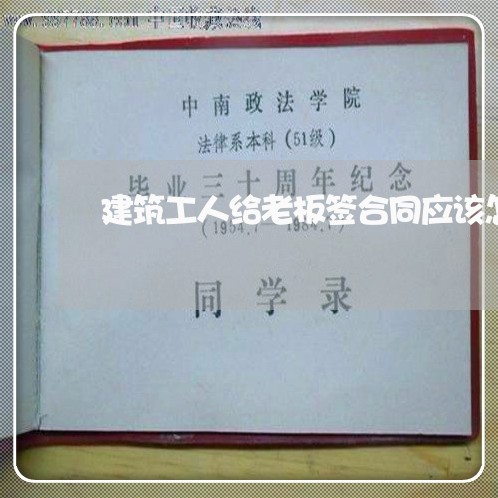 中南政法学院
法律系本科(51级)
毕业三十周年纪念
建筑工人给老板签合同应该怎
(1954.7—1984.7)
同学录